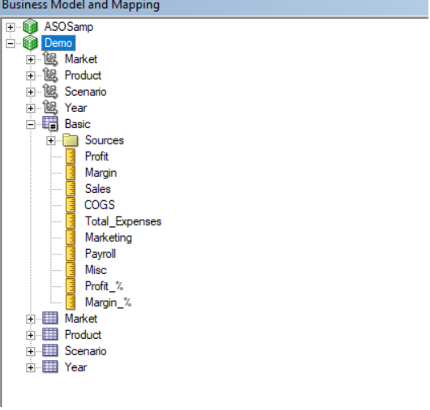 Business Model and Mapping
ASOSamp
Demo
Market
Product
Scenario
Year
Basic
Sources
Profit
Margin
Sales
COGS
Total_Expenses
Marketing
Payroll
Misc
Profit_%
Margin_%
Market
Product
Scenario
Year